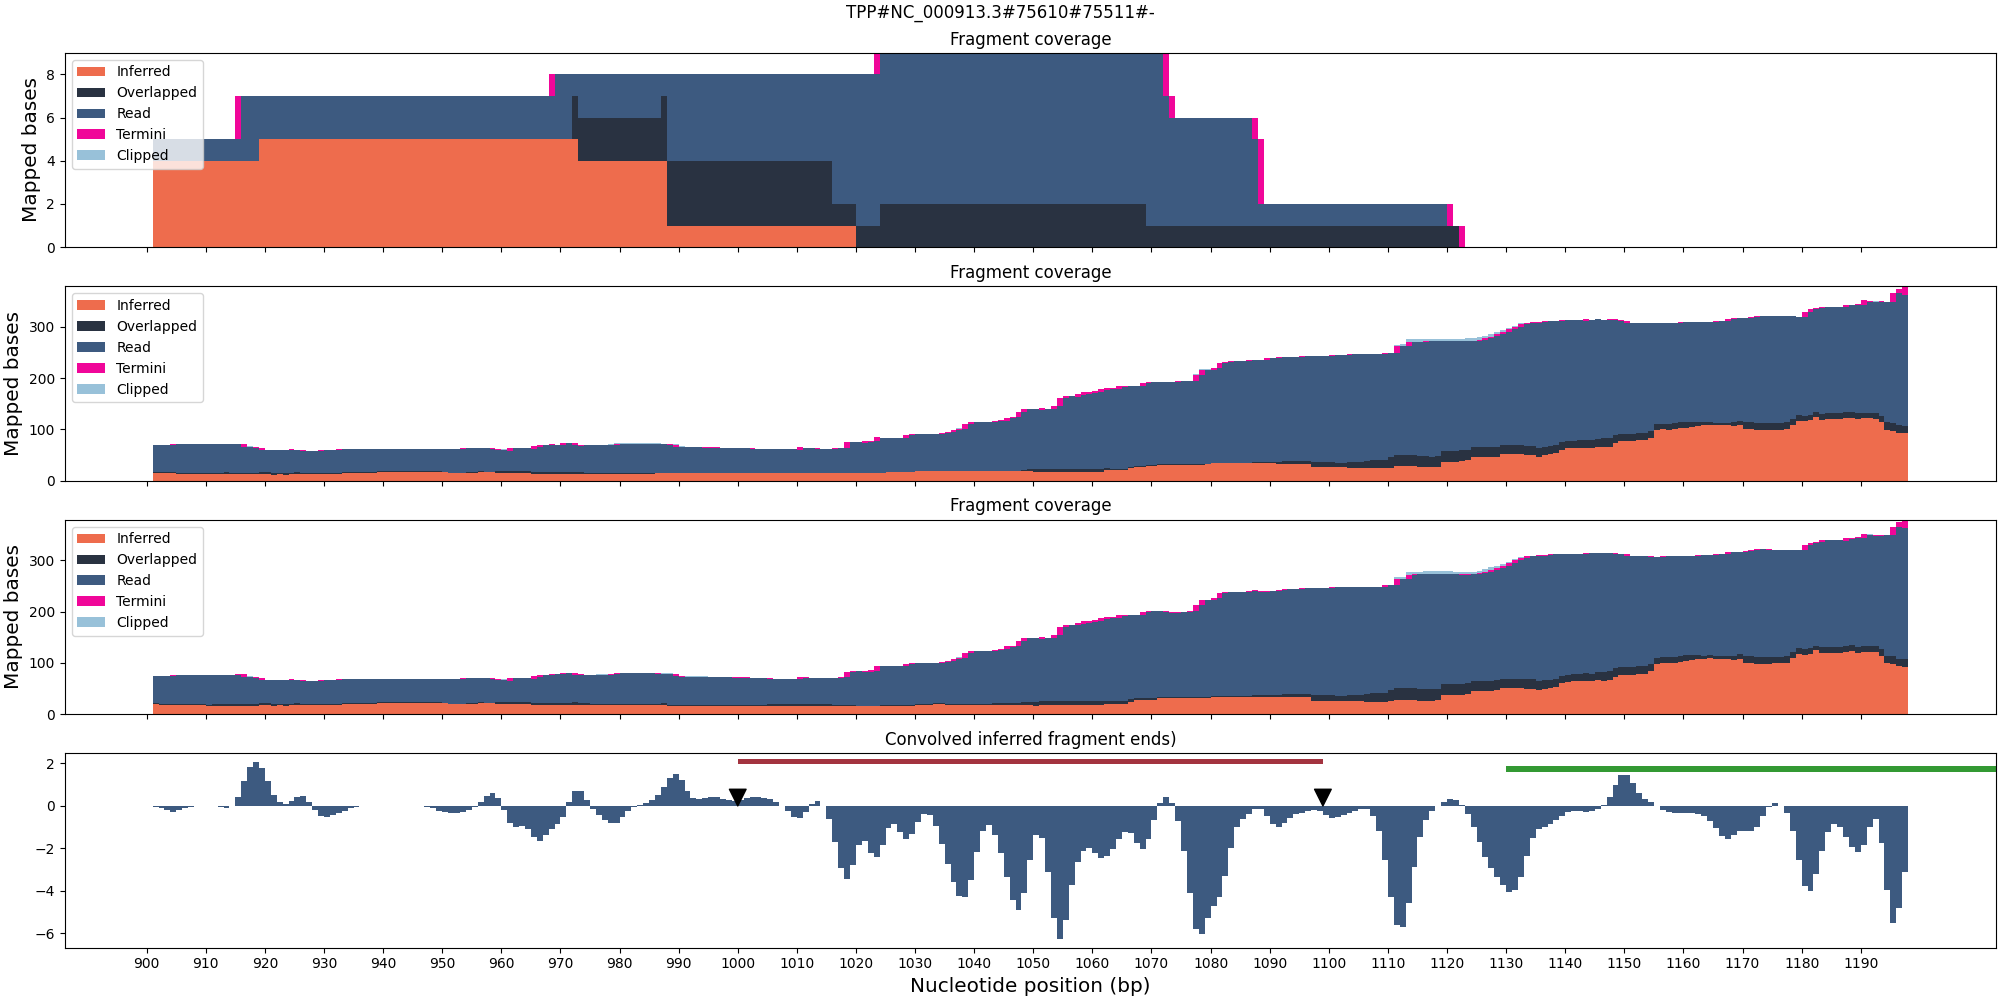 TPP#NC_000913.3#75610#75511#-
Fragment coverage
Mapped bases
8
6
4
2
0
Inferred
Overlapped
Read
Termini
Clipped
Fragment coverage
Mapped bases
300
200
100
0
Inferred
Overlapped
Read
Termini
Clipped
Fragment coverage
Mapped bases
300
200
100
0
Inferred
Overlapped
Read
Termini
Clipped
Convolved inferred fragment ends)
2
0
−2
−4
−6
900 910 920 930 940 950 960 970 980 990 1000 1010 1020 1030 1040 1050 1060 1070 1080 1090 1100 1110 1120 1130 1140 1150 1160 1170 1180 1190
Nucleotide position (bp)